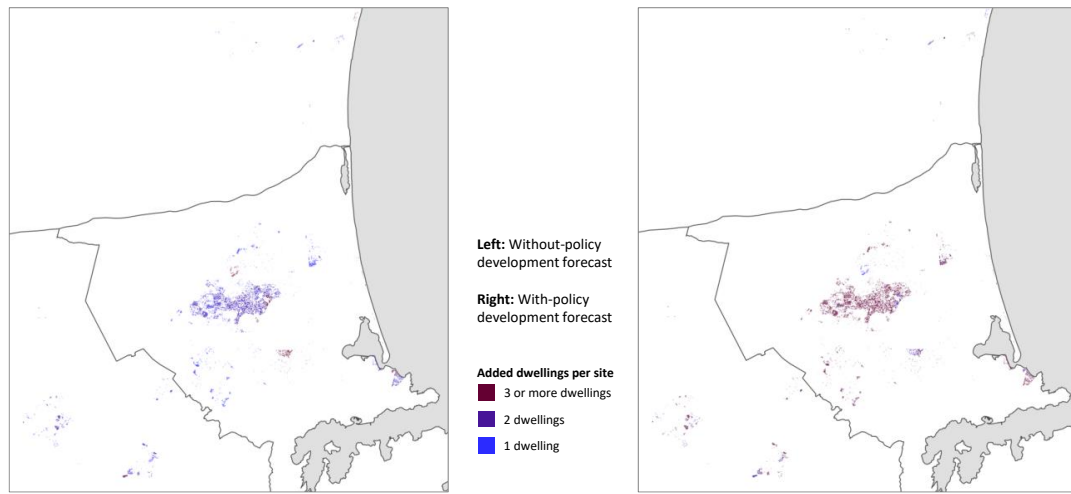 Left: Without-policy
development forecast
Right: With-policy
development forecast
Added dwellings per site
3 or more dwellings
2 dwellings
1 dwelling